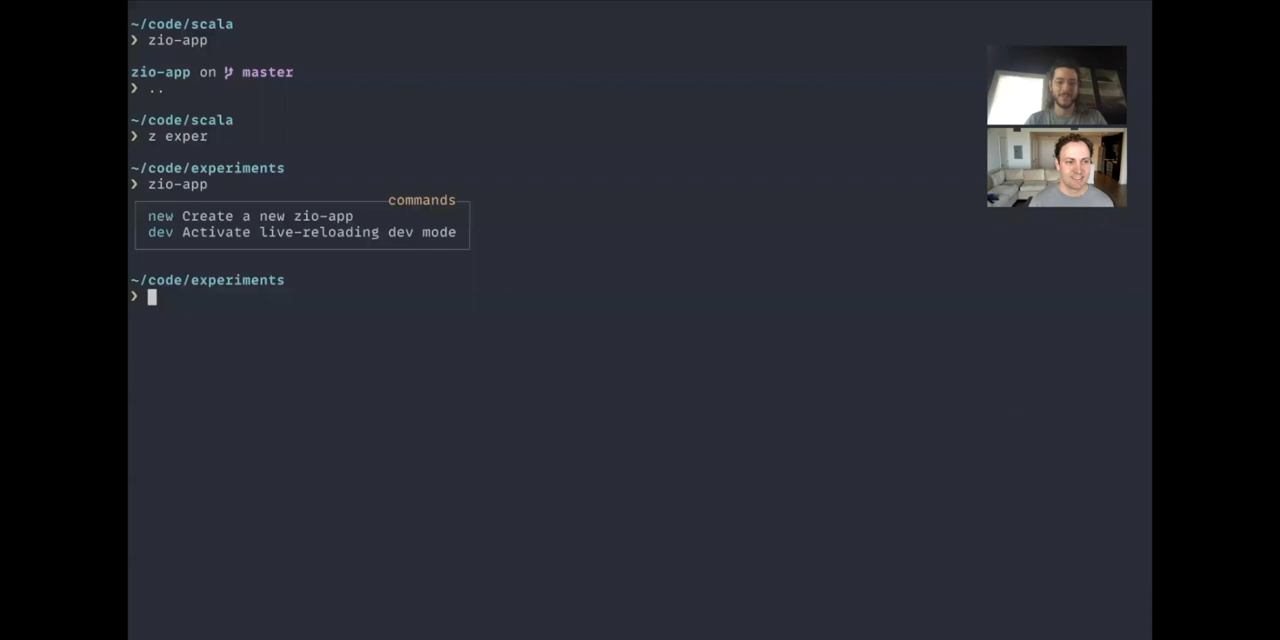 ~/code/scala
❯ zio-app
zio-app on master
❯ ..
~/code/scala
❯ z exper
~/code/experiments
❯ zio-app
commands
new Create a new zio-app
dev Activate live-reloading dev mode
~/code/experiments
❯